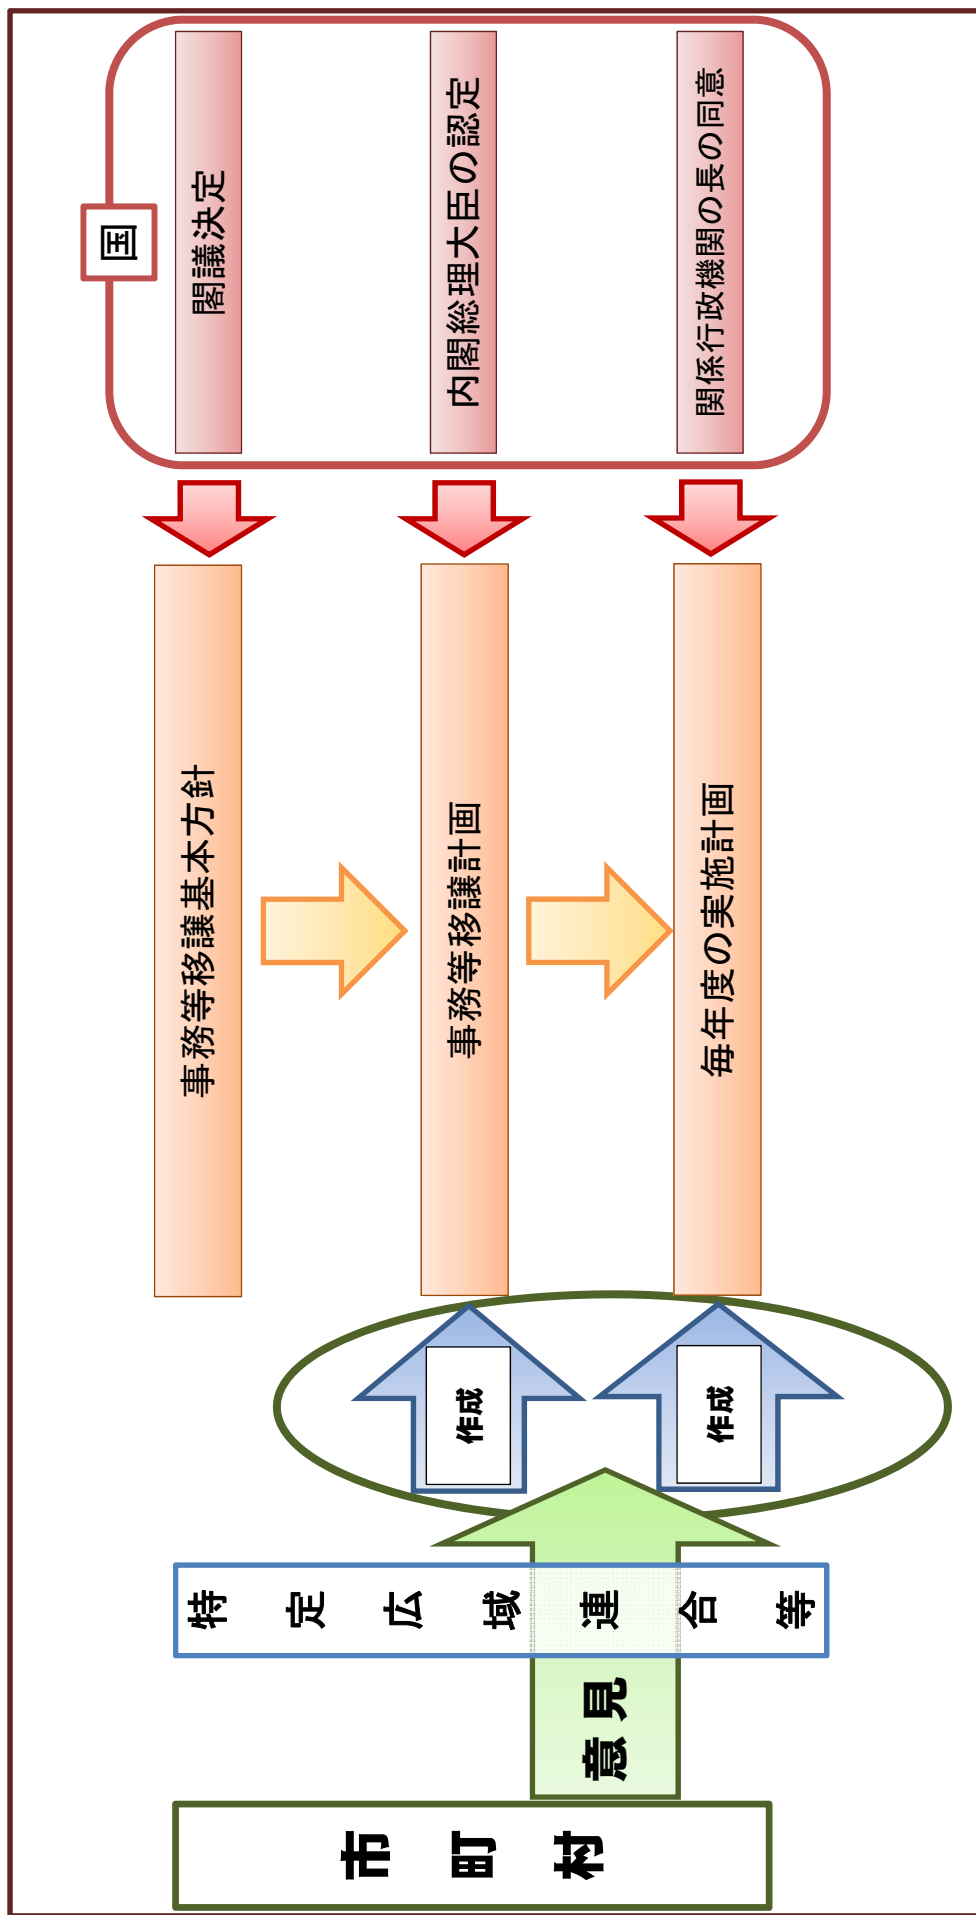 国
閣議決定
内閣総理大臣の認定
関係行政機関の長の同意
事務等移譲基本方針
事務等移譲計画
毎年度の実施計画
作成
作成
特定広域連合等
意見
市町村